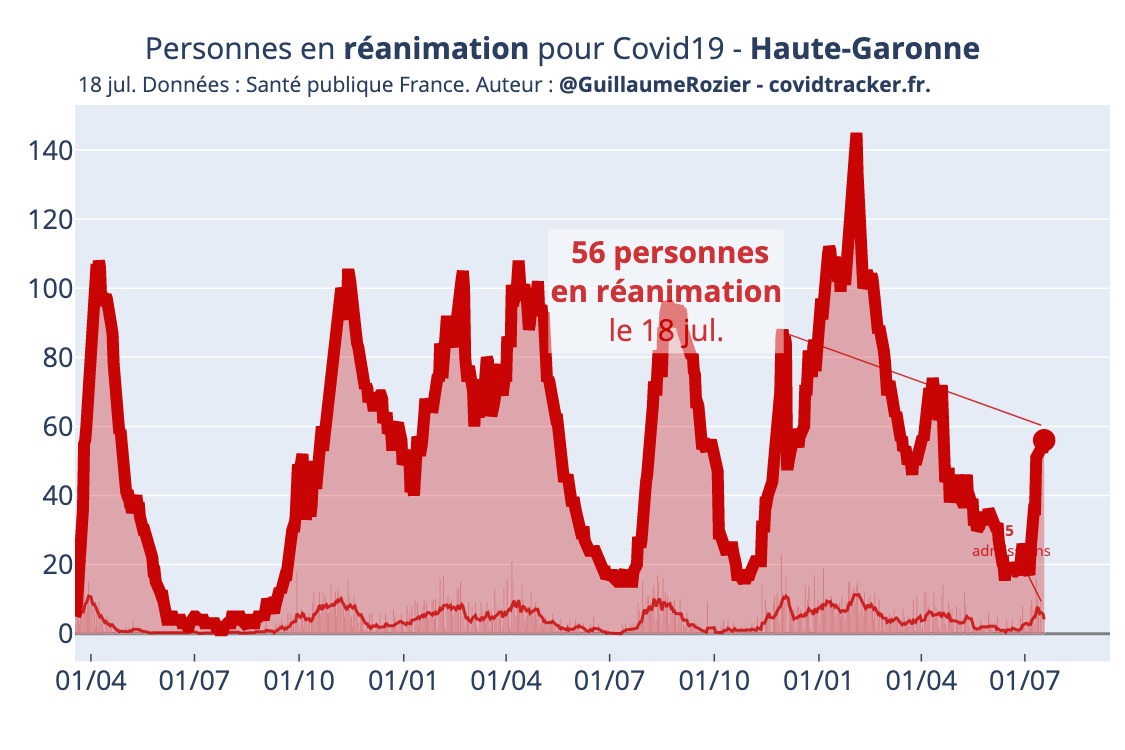 Personnes en réanimation pour Covid19 - Haute-Garonne
18 jul. Données : Santé publique France. Auteur : @GuillaumeRozier - covidtracker.fr.
140
120
100
80
60
40
20
0
56 personnes
en réanimation
le 18 jul.
5
admissions
01/04 01/07 01/10 01/01 01/04 01/07 01/10 01/01 01/04 01/07